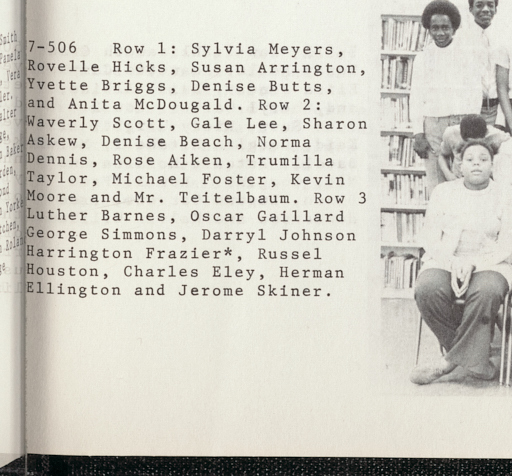 7-506 Row 1: Sylvia Meyers,
Rovelle Hicks, Susan Arrington,
Yvette Briggs, Denise Butts,
and Anita McDougald. Row 2:
Waverly Scott, Gale Lee, Sharon
Askew, Denise Beach, Norma
Dennis, Rose Aiken, Trumilla
Taylor, Michael Foster, Kevin
Moore and Mr. Teitelbaum. Row 3
Luther Barnes, Oscar Gaillard
George Simmons, Darryl Johnson
Harrington Frazier*, Russel
Houston, Charles Eley, Herman
Ellington and Jerome Skiner.